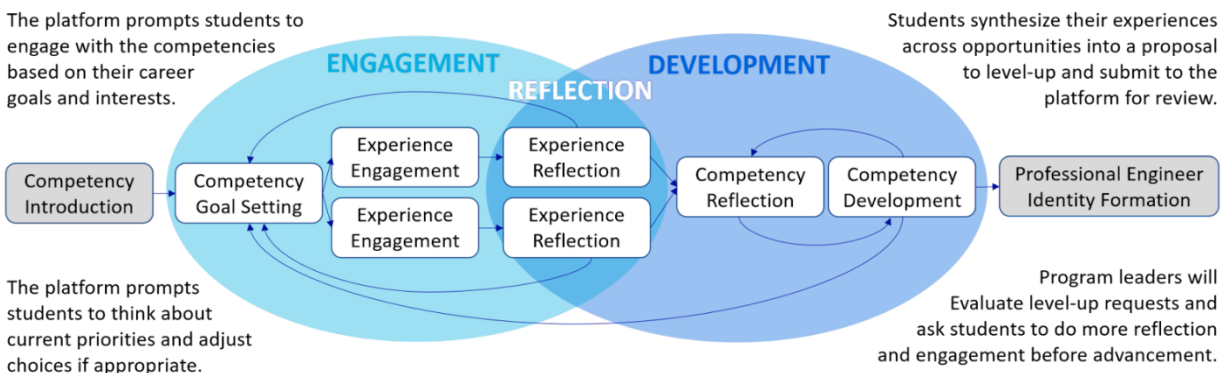 The platform prompts students to
engage with the competencies
based on their career
goals and interests.
Students synthesize their experiences
across opportunities into a proposal
to level-up and submit to the
platform for review.
ENGAGEMENT
DEVELOPMENT
REFLECTION
Competency
Introduction
Competency
Goal Setting
Experience
Engagement
Experience
Reflection
Experience
Engagement
Experience
Reflection
Competency
Reflection
Competency
Development
Professional Engineer
Identity Formation
The platform prompts
students to think about
current priorities and adjust
choices if appropriate.
Program leaders will
Evaluate level-up requests and
ask students to do more reflection
and engagement before advancement.